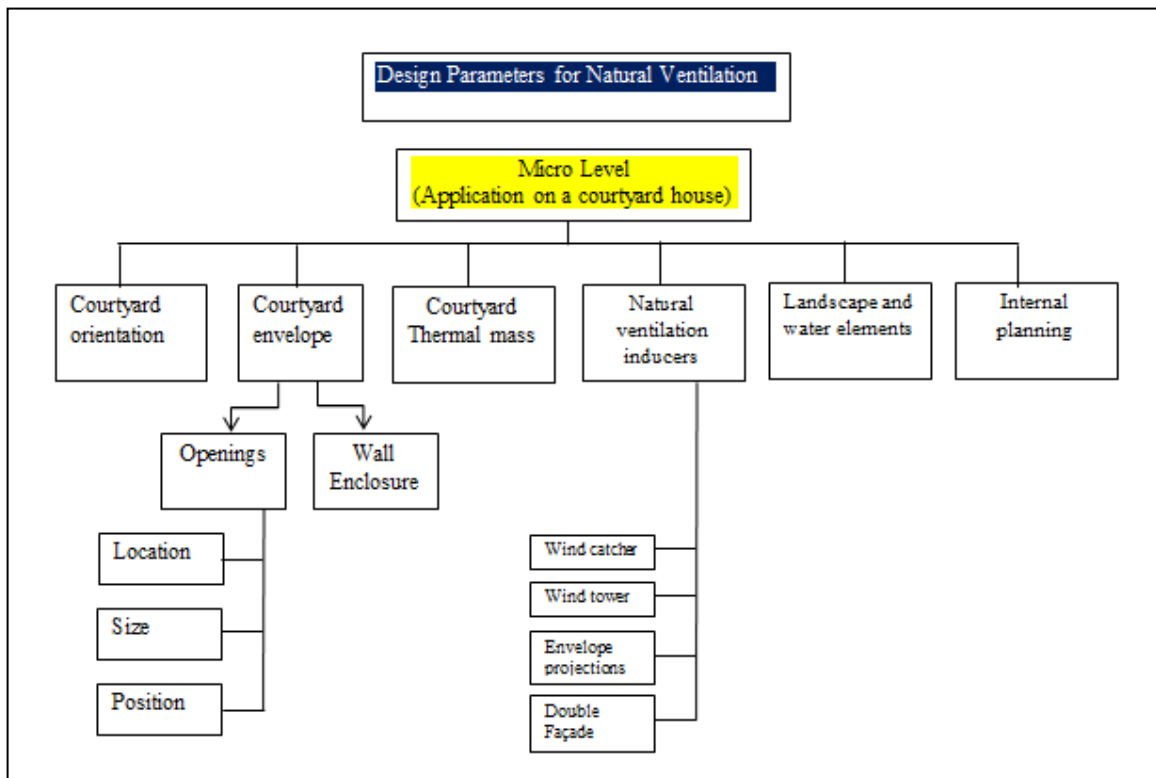 Design Parameters for Natural Ventilation
Micro Level
(Application on a courtyard house)
Courtyard
orientation
Courtyard
envelope
Courtyard
Thermal mass
Natural
ventilation
inducers
Landscape and
water elements
Internal
planning
Openings
Wall
Enclosure
Location
Size
Position
Wind catcher
Wind tower
Envelope
projections
Double
Façade